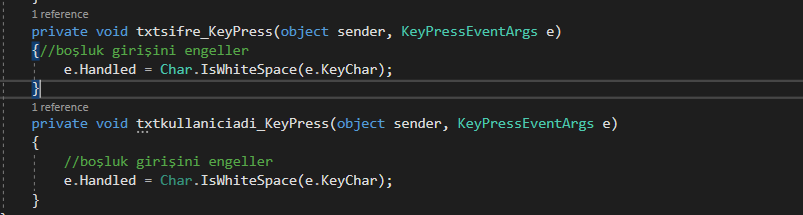 1 reference
private void txtsifre_KeyPress(object sender, KeyPressEventArgs e)
{//boşluk girişini engeller
e.Handled = Char.IsWhiteSpace(e.KeyChar);
}
1 reference
private void txtkullaniciadi_KeyPress(object sender, KeyPressEventArgs e)
{
//boşluk girişini engeller
e.Handled = Char.IsWhiteSpace(e.KeyChar);
}